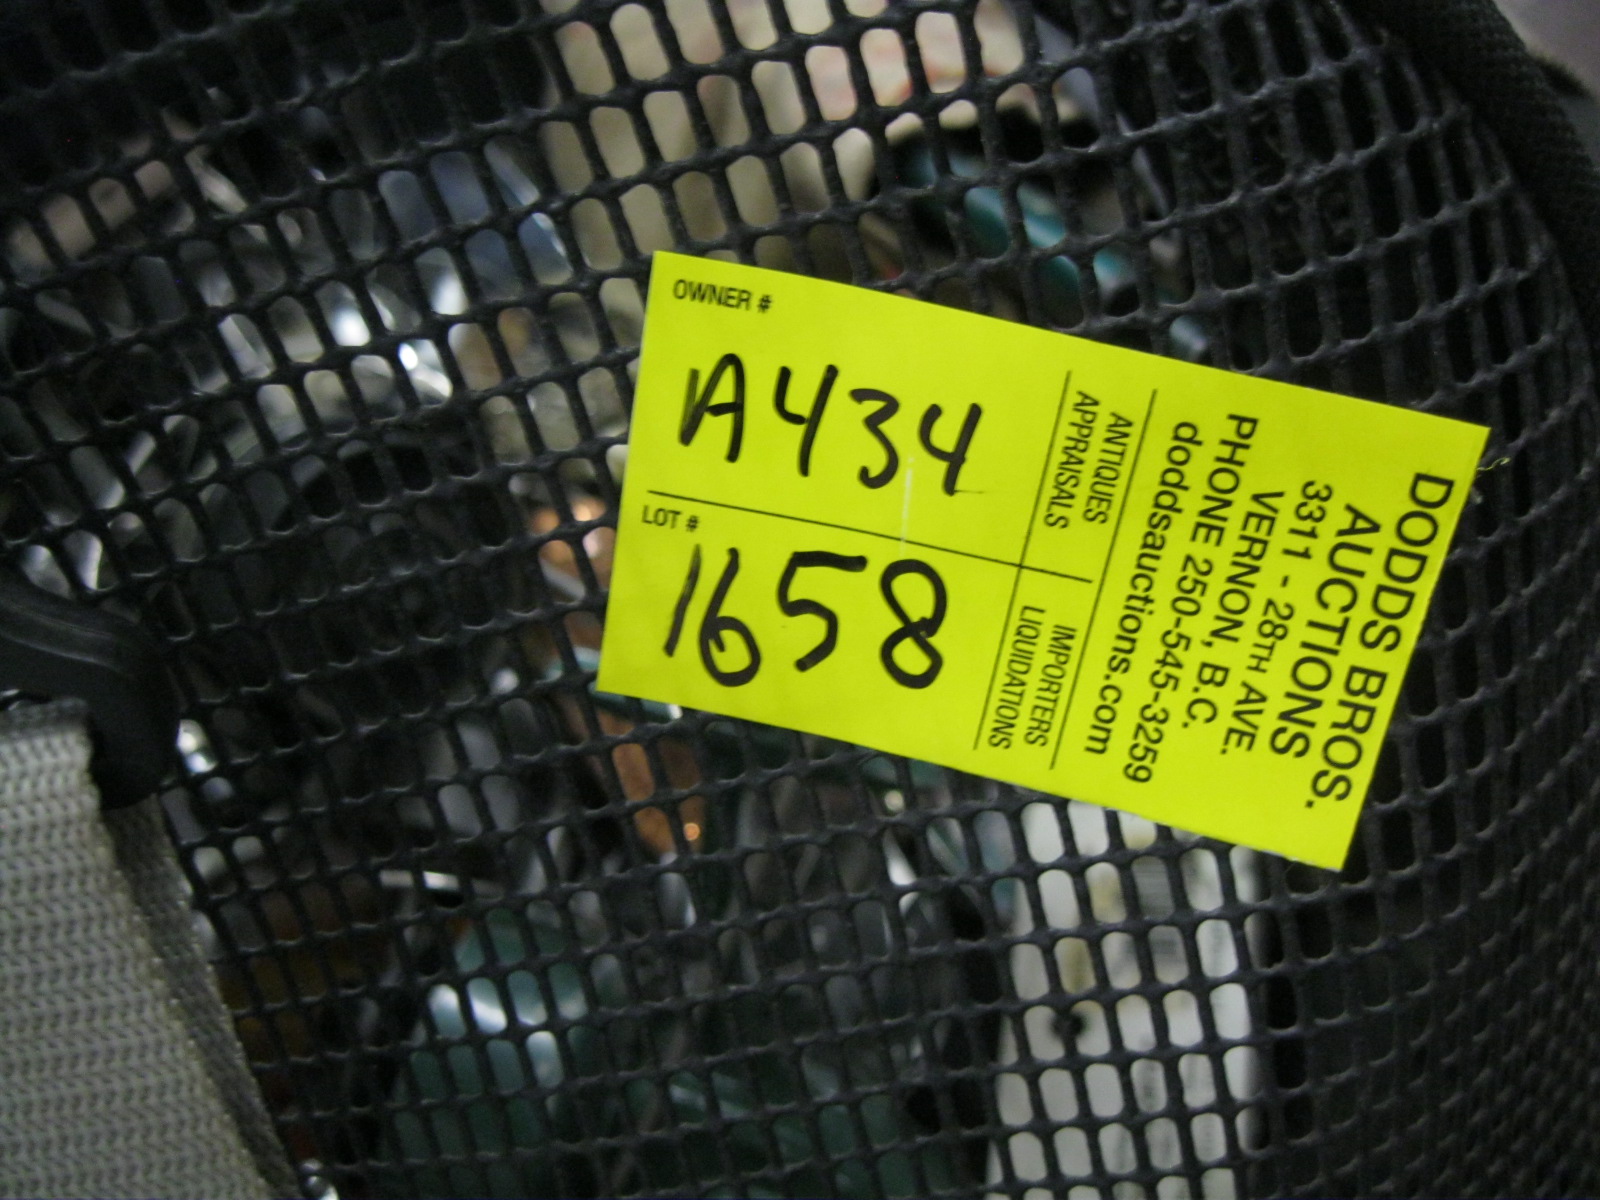 OWNER #
A434
LOT #
1658
ANTIQUES
APPRAISALS
IMPORTERS
LIQUIDATIONS
DODDS BROS.
AUCTIONS
3311 - 28TH AVE.
VERNON, B.C.
PHONE 250-545-3259
doddsauctions.com